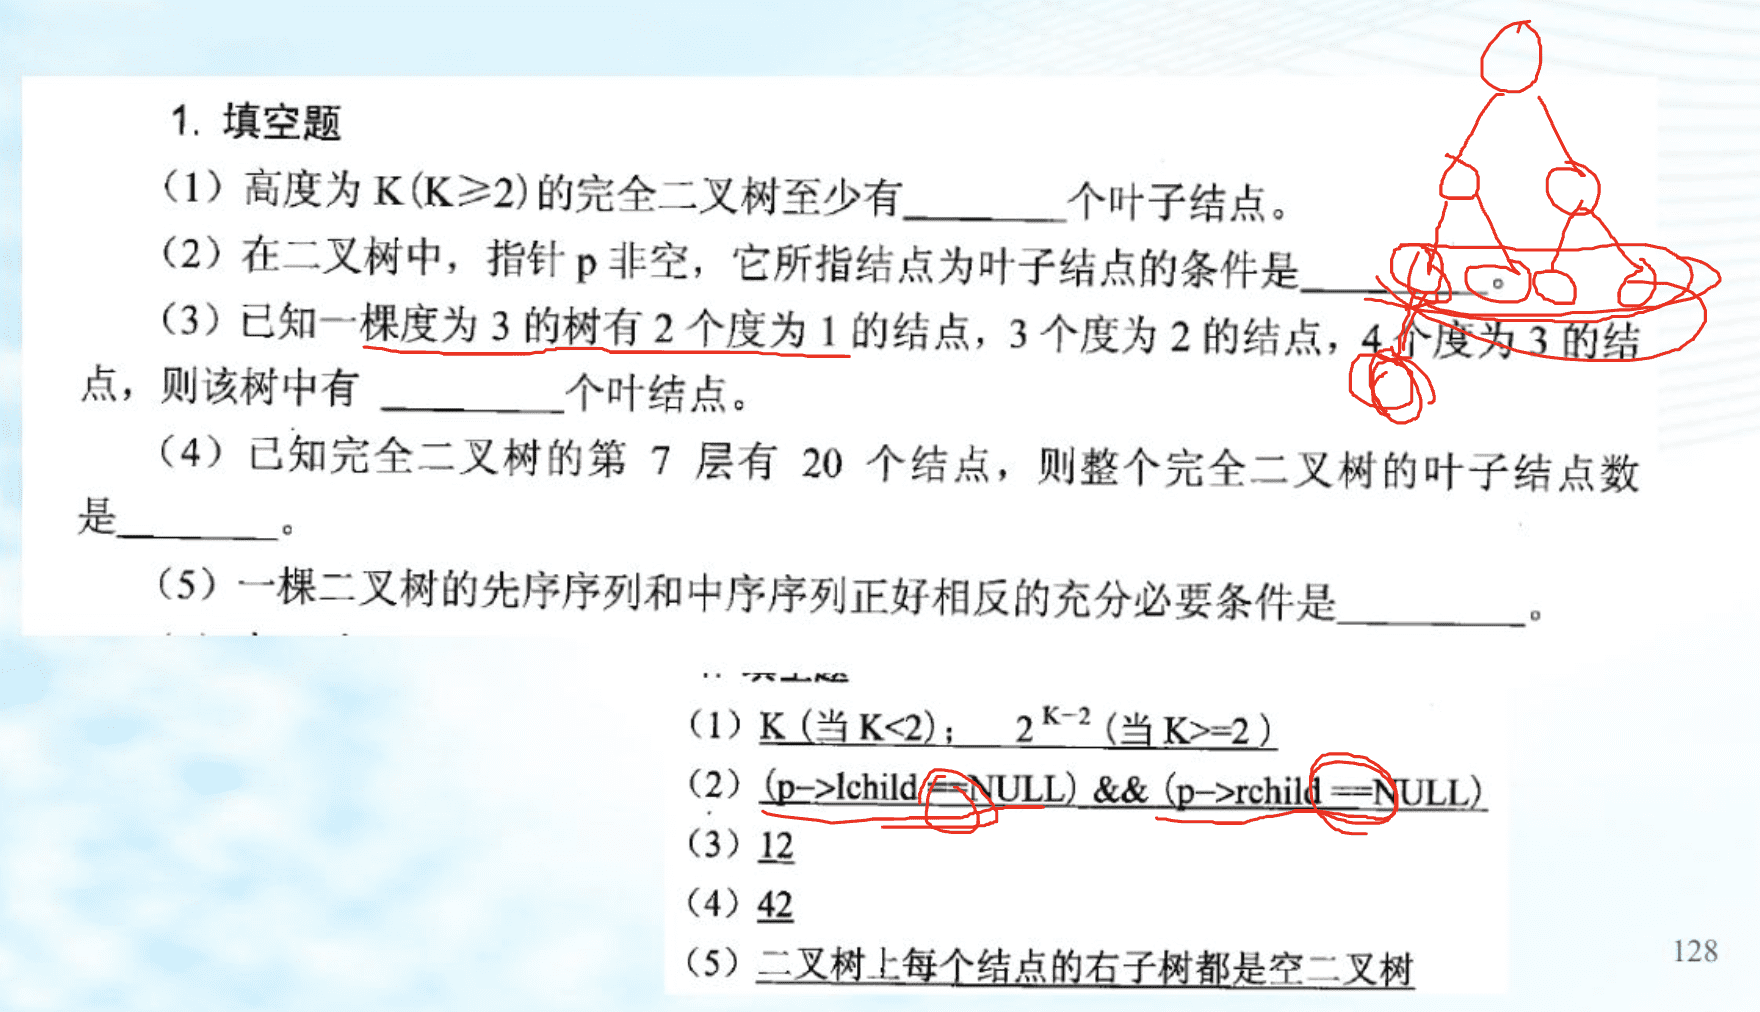 1. 填空题
（1）高度为 K(K≥2)的完全二叉树至少有______个叶子结点。
（2）在二叉树中，指针 p 非空，它所指结点为叶子结点的条件是______。
（3）已知一棵度为 3 的树有 2 个度为 1 的结点，3 个度为 2 的结点，4 个度为 3 的结
点，则该树中有 ______个叶结点。
（4）已知完全二叉树的第 7 层有 20 个结点，则整个完全二叉树的叶子结点数
是______。
（5）一棵二叉树的先序序列和中序序列正好相反的充分必要条件是______。
（1）K (当 K<2)； 2^{K-2} (当 K>=2 )
（2）(p->lchild ==NULL) && (p->rchild ==NULL)
（3）12
（4）42
（5）二叉树上每个结点的右子树都是空二叉树
128